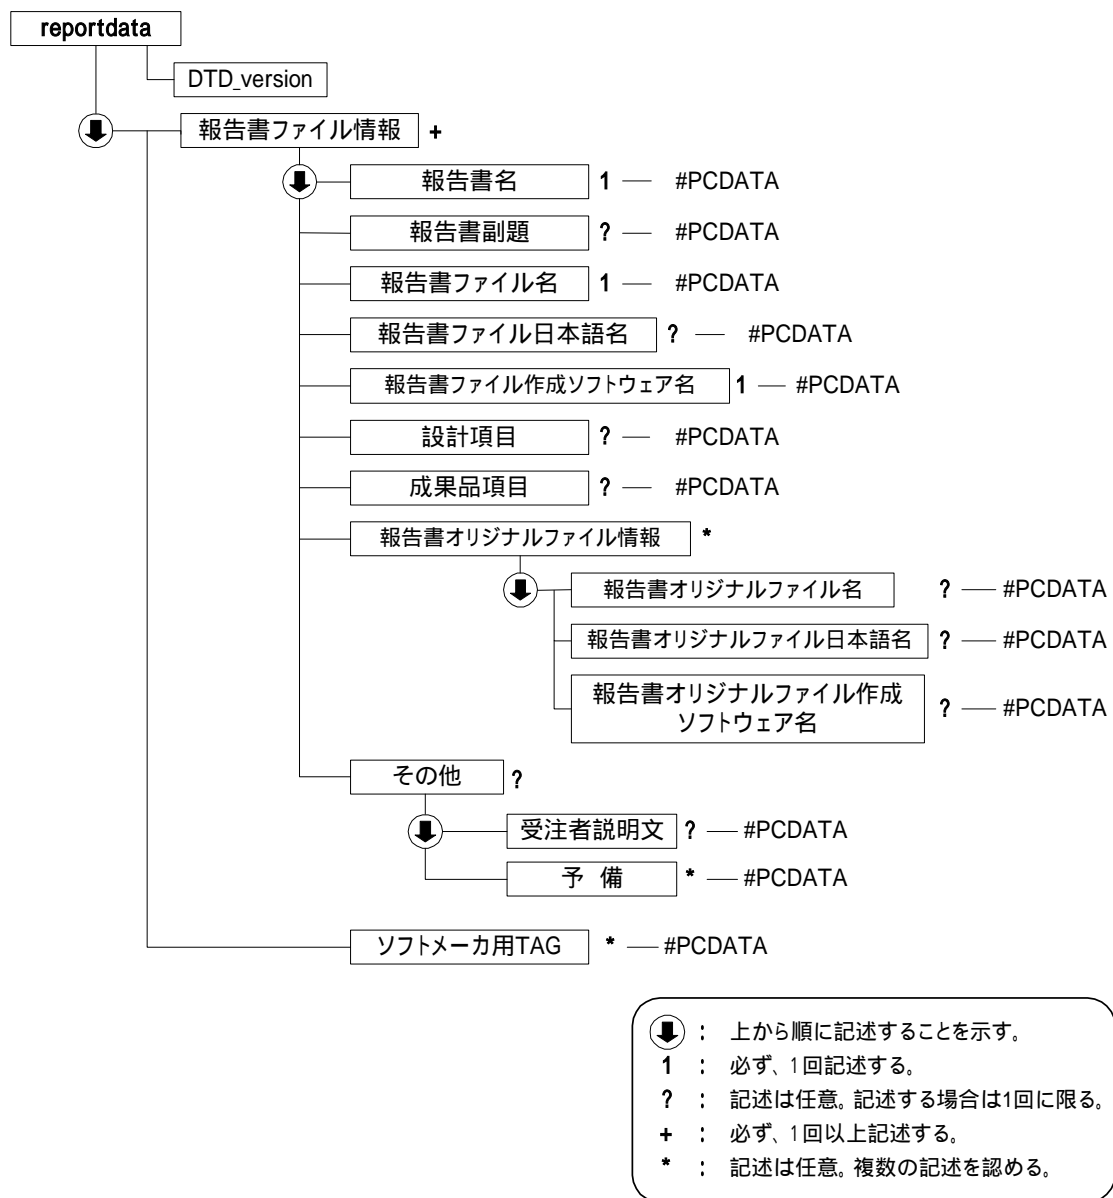 reportdata
DTD_version
報告書ファイル情報 +
報告書名 1 #PCDATA
報告書副題 ? #PCDATA
報告書ファイル名 1 #PCDATA
報告書ファイル日本語名 ? #PCDATA
報告書ファイル作成ソフトウェア名 1 #PCDATA
設計項目 ? #PCDATA
成果品項目 ? #PCDATA
報告書オリジナルファイル情報 *
報告書オリジナルファイル名 ? #PCDATA
報告書オリジナルファイル日本語名 ? #PCDATA
報告書オリジナルファイル作成
ソフトウェア名 ? #PCDATA
その他 ?
受注者説明文 ? #PCDATA
予 備 * #PCDATA
ソフトメーカ用TAG * #PCDATA
： 上から順に記述することを示す。
1 ： 必ず、1回記述する。
? ： 記述は任意。記述する場合は1回に限る。
+ ： 必ず、1回以上記述する。
* ： 記述は任意。複数の記述を認める。